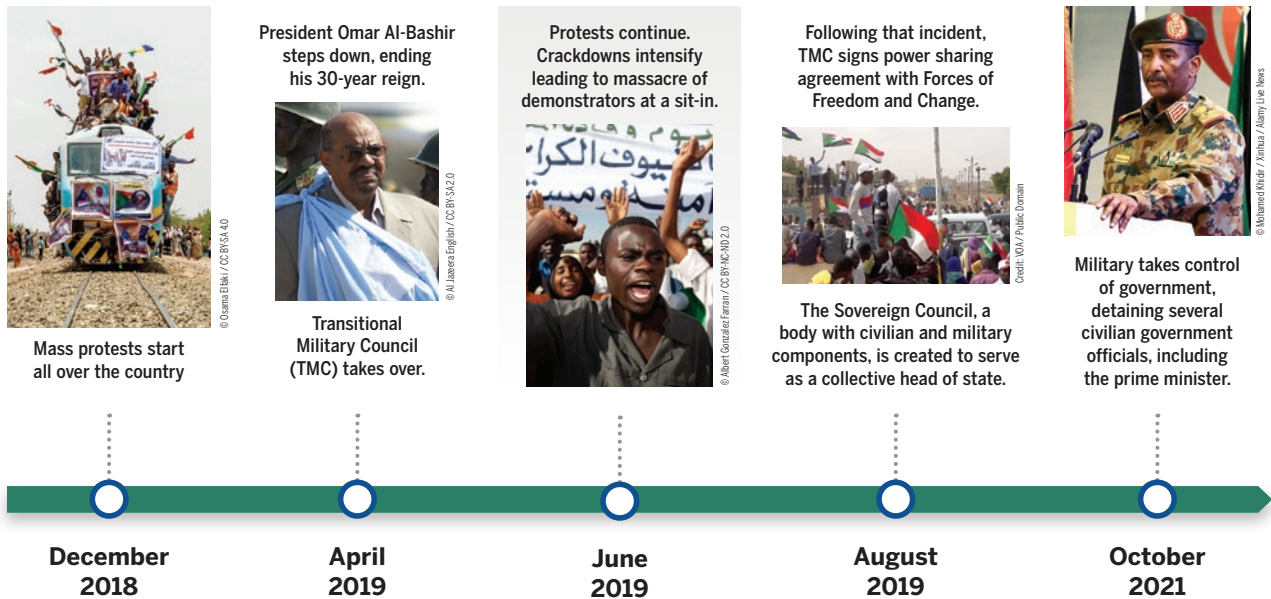 © Osama Elfaki / CC BY-SA 4.0
Mass protests start
all over the country
December
2018
President Omar Al-Bashir
steps down, ending
his 30-year reign.
© Al Jazeera English / CC BY-SA 2.0
Transitional
Military Council
(TMC) takes over.
April
2019
Protests continue.
Crackdowns intensify
leading to massacre of
demonstrators at a sit-in.
الكرا
© Albert Gonzalez Farran / CC BY-NC-ND 2.0
June
2019
Following that incident,
TMC signs power sharing
agreement with Forces of
Freedom and Change.
Credit: VOA / Public Domain
The Sovereign Council, a
body with civilian and military
components, is created to serve
as a collective head of state.
August
2019
© Mohamed Khidir / Xinhua / Alamy Live News
Military takes control
of government,
detaining several
civilian government
officials, including
the prime minister.
October
2021